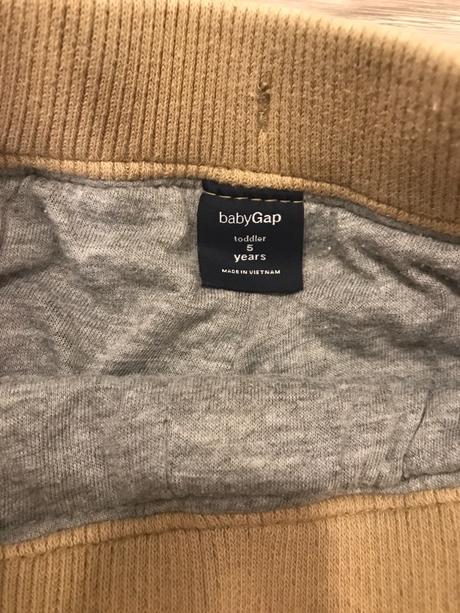 babyGap
toddler
5
years
MADE IN VIETNAM